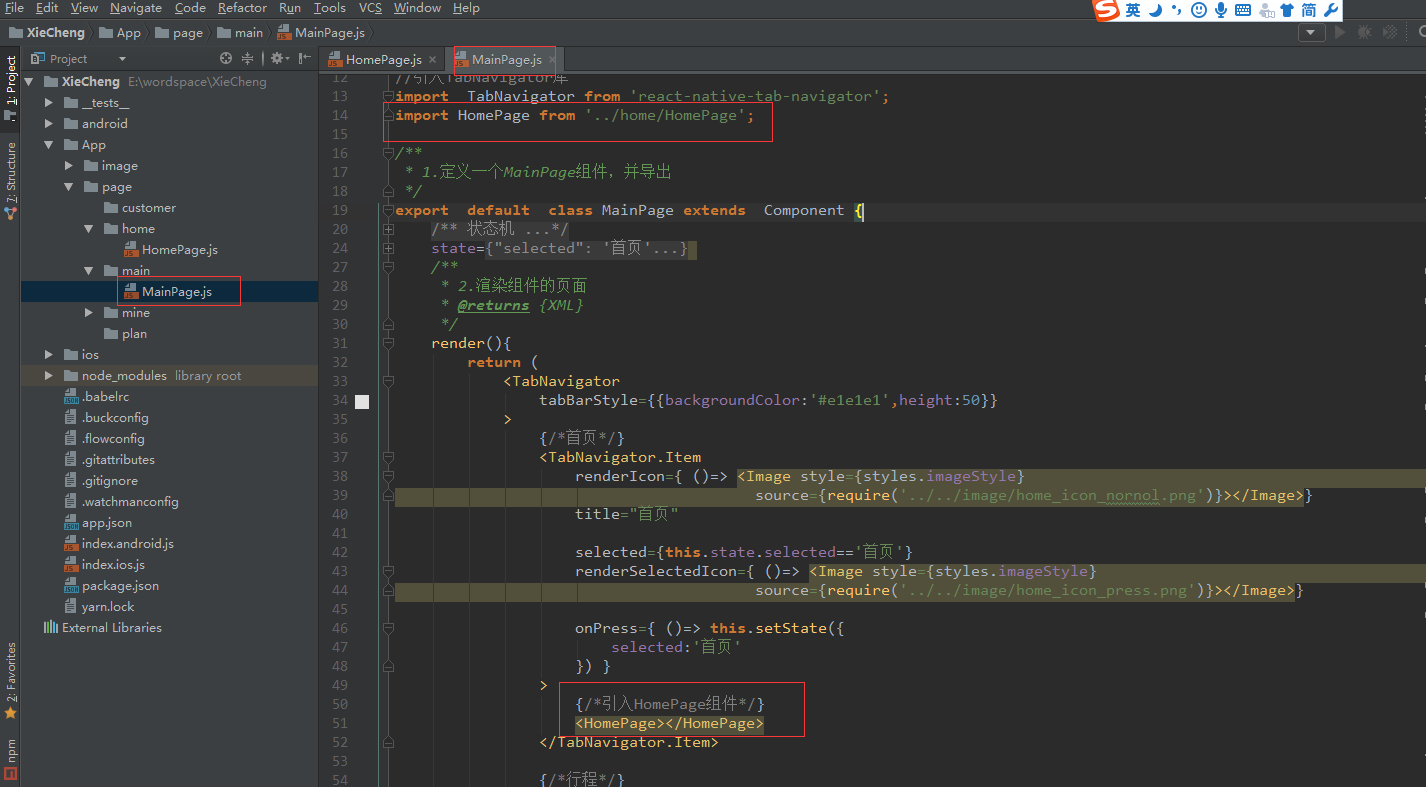 File Edit View Navigate Code Refactor Run Tools VCS Window Help
英 简
XieCheng App page main MainPage.js
Project
HomePage.js MainPage.js
1: Project
7: Structure
2: Favorites
npm
XieCheng E:\wordspace\XieCheng
__tests__
android
App
image
page
customer
home
HomePage.js
main
MainPage.js
mine
plan
ios
node_modules library root
.babelrc
.buckconfig
.flowconfig
.gitattributes
.gitignore
.watchmanconfig
app.json
index.android.js
index.ios.js
package.json
yarn.lock
External Libraries
12 //引入TabNavigator库
13 import  TabNavigator from 'react-native-tab-navigator';
14 import HomePage from '../home/HomePage';
15
16 /**
17  * 1.定义一个MainPage组件，并导出
18  */
19 export  default  class MainPage extends  Component {
20     /** 状态机 ...*/
24     state={"selected": '首页'...}
27     /**
28      * 2.渲染组件的页面
29      * @returns {XML}
30      */
31     render(){
32         return (
33             <TabNavigator
34                 tabBarStyle={{backgroundColor:'#e1e1e1',height:50}}
35             >
36                 {/*首页*/}
37                 <TabNavigator.Item
38                     renderIcon={ ()=> <Image style={styles.imageStyle}
39                                         source={require('../../image/home_icon_nornol.png')}></Image>}
40                     title="首页"
41
42                     selected={this.state.selected=='首页'}
43                     renderSelectedIcon={ ()=> <Image style={styles.imageStyle}
44                                         source={require('../../image/home_icon_press.png')}></Image>}
45
46                     onPress={ ()=> this.setState({
47                         selected:'首页'
48                     }) }
49                 >
50                     {/*引入HomePage组件*/}
51                     <HomePage></HomePage>
52                 </TabNavigator.Item>
53
54                 {/*行程*/}